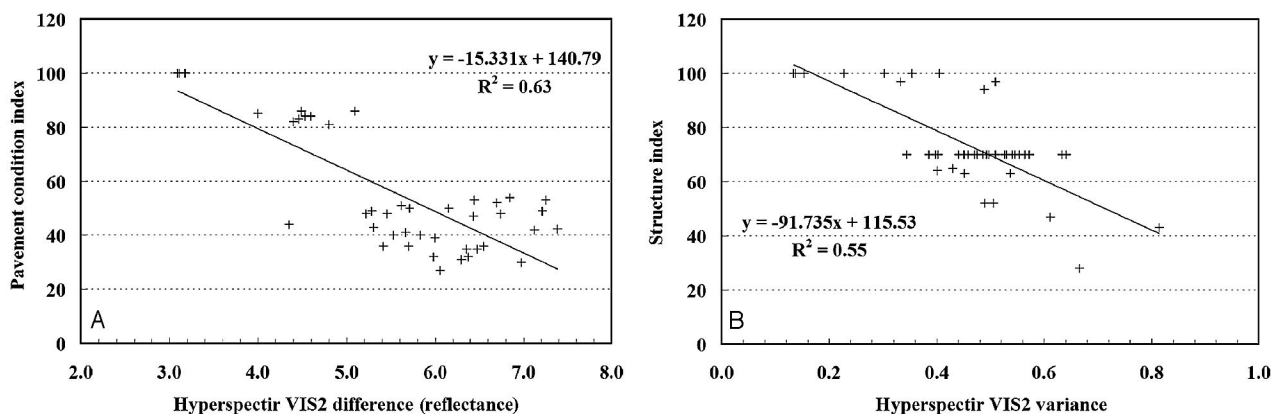 120
100
80
60
40
20
0
Pavement condition index
y = -15.331x + 140.79
R² = 0.63
A
2.0 3.0 4.0 5.0 6.0 7.0 8.0
Hyperspectir VIS2 difference (reflectance)
120
100
80
60
40
20
0
Structure index
y = -91.735x + 115.53
R² = 0.55
B
0.0 0.2 0.4 0.6 0.8 1.0
Hyperspectir VIS2 variance